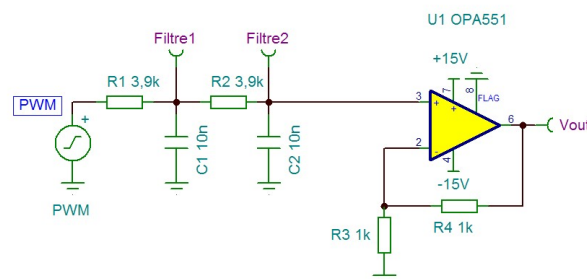 U1 OPA551
Filtre1
Filtre2
+15V
R1 3,9k
R2 3,9k
7
8
FLAG
PWM
+
3
+
+
6
Vout
C1 10n
C2 10n
2
-
4
-15V
PWM
R3 1k
R4 1k